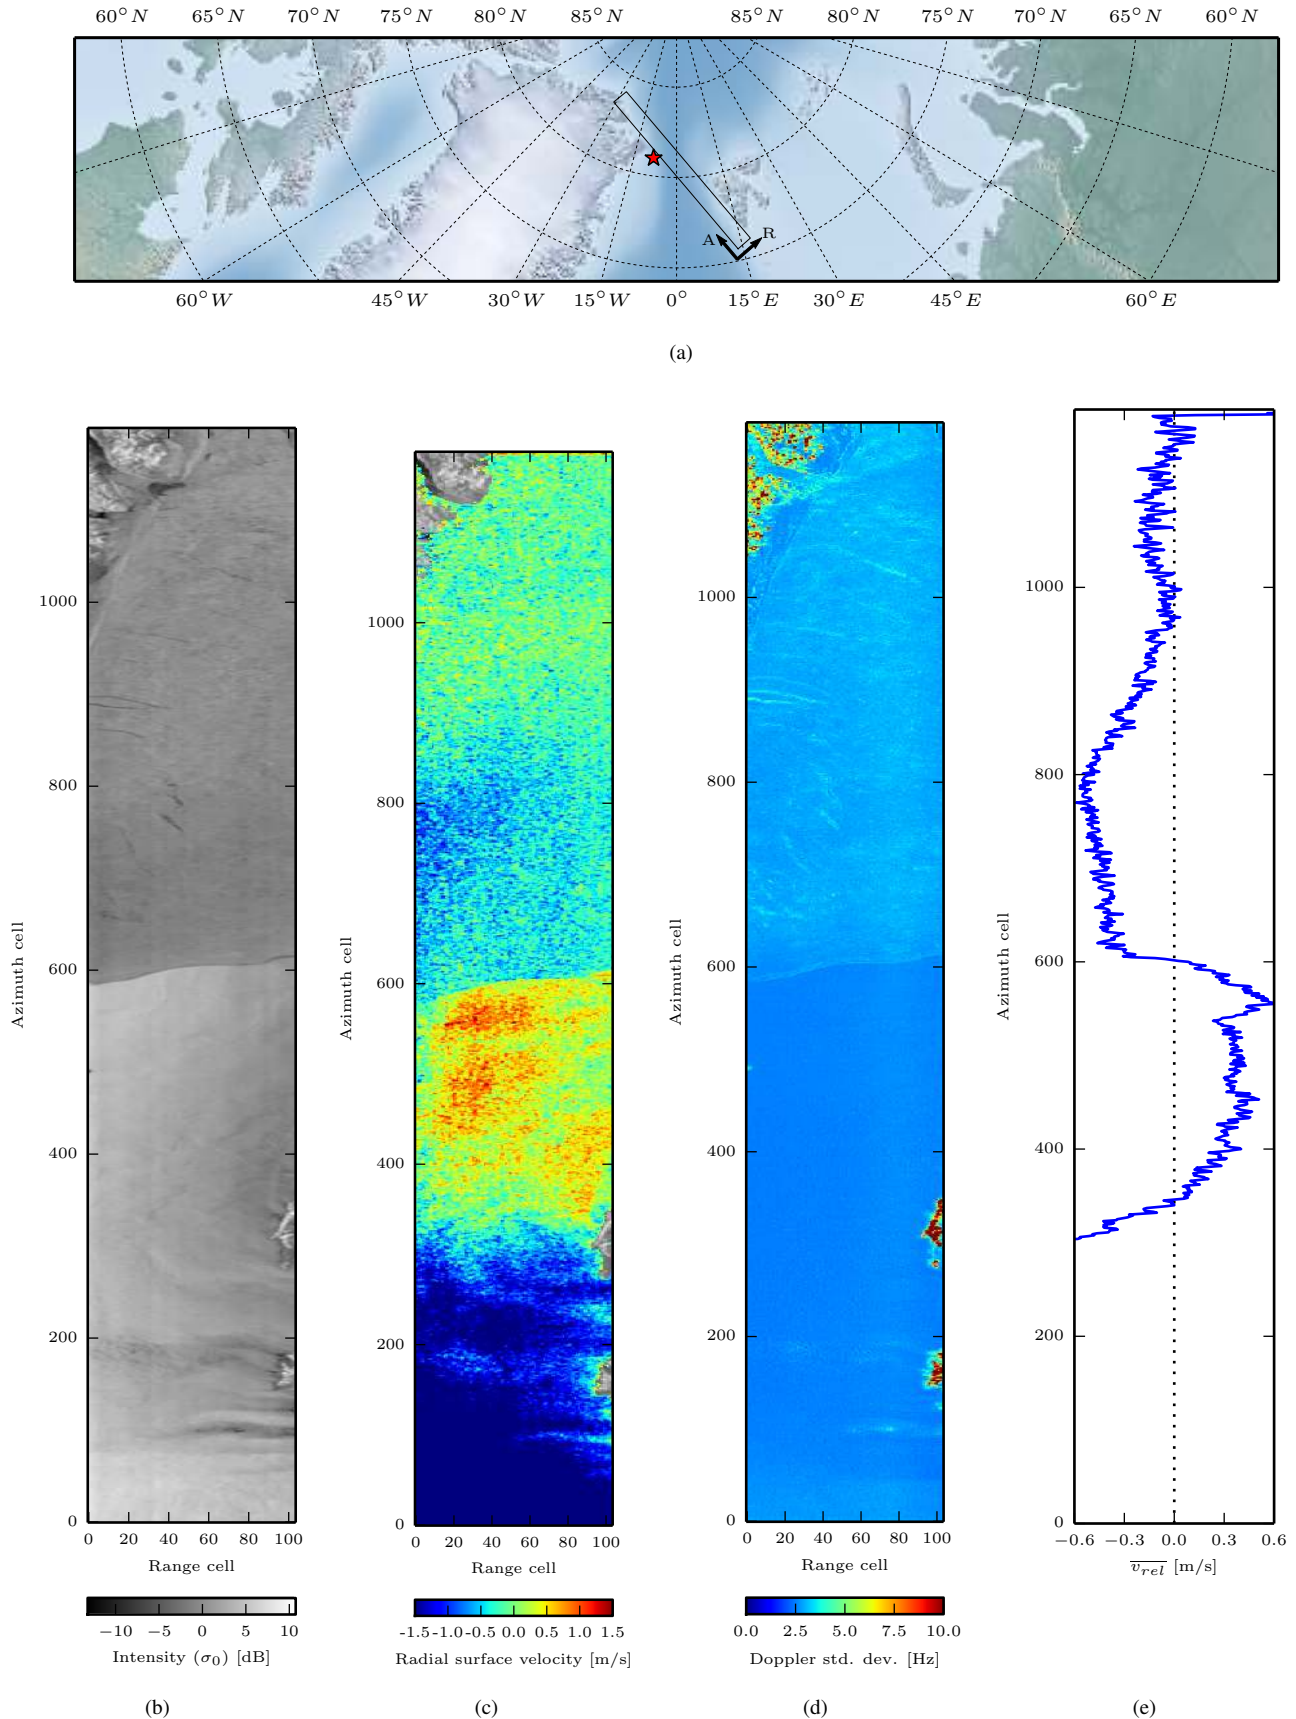 60°N 65°N 70°N 75°N 80°N 85°N 85°N 80°N 75°N 70°N 65°N 60°N
A R
60°W 45°W 30°W 15°W 0° 15°E 30°E 45°E 60°E
(a)
Azimuth cell
1000
800
600
400
200
0
0 20 40 60 80 100
Range cell
−10 −5 0 5 10
Intensity (σ0) [dB]
(b)
Azimuth cell
1000
800
600
400
200
0
0 20 40 60 80 100
Range cell
-1.5 -1.0 -0.5 0.0 0.5 1.0 1.5
Radial surface velocity [m/s]
(c)
Azimuth cell
1000
800
600
400
200
0
0 20 40 60 80 100
Range cell
0.0 2.5 5.0 7.5 10.0
Doppler std. dev. [Hz]
(d)
Azimuth cell
1000
800
600
400
200
0
−0.6 −0.3 0.0 0.3 0.6
v̅r̅e̅l̅ [m/s]
(e)